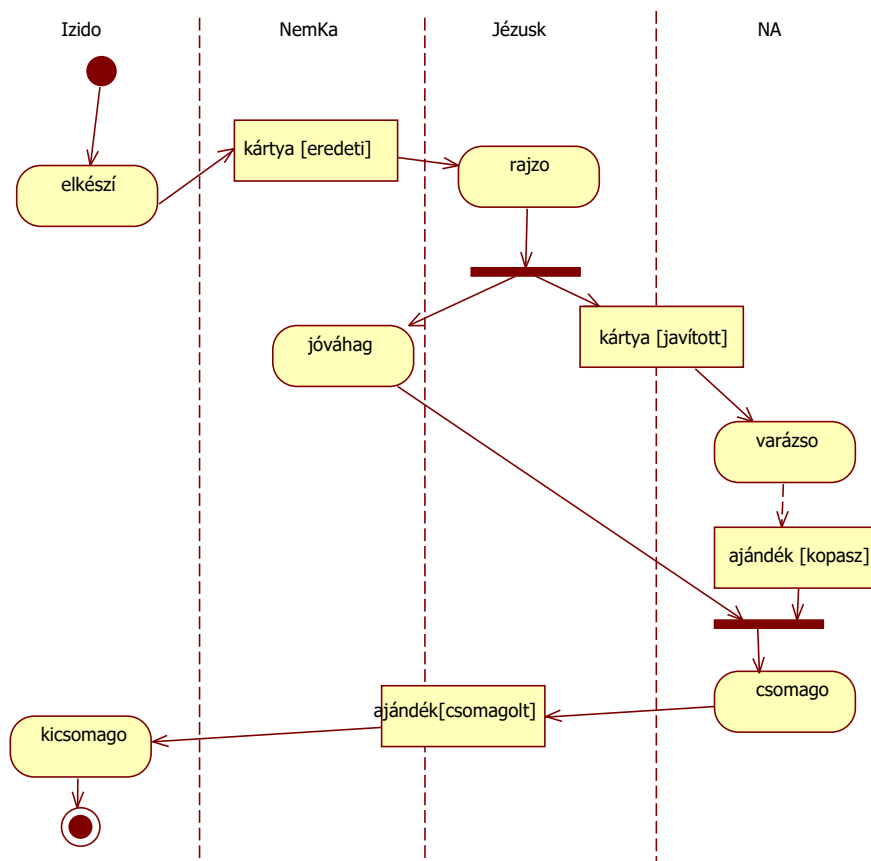 Izido
NemKa
Jézusk
NA
kártya [eredeti]
rajzo
elkészí
jóváhag
kártya [javított]
varázso
ajándék [kopasz]
csomago
ajándék[csomagolt]
kicsomago